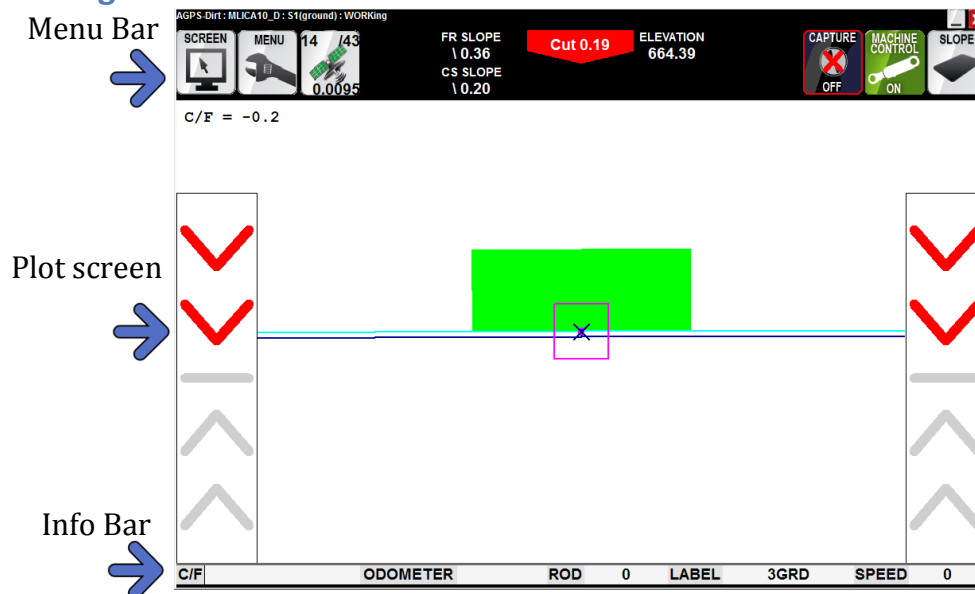 Menu Bar
AGPS-Dirt : MLICA10_D : S1(ground) : WORKing
SCREEN
MENU
14 /43
0.0095
FR SLOPE
\ 0.36
CS SLOPE
\ 0.20
Cut 0.19
ELEVATION
664.39
CAPTURE
OFF
MACHINE
CONTROL
ON
SLOPE
C/F = -0.2
Plot screen
Info Bar
C/F ODOMETER ROD 0 LABEL 3GRD SPEED 0